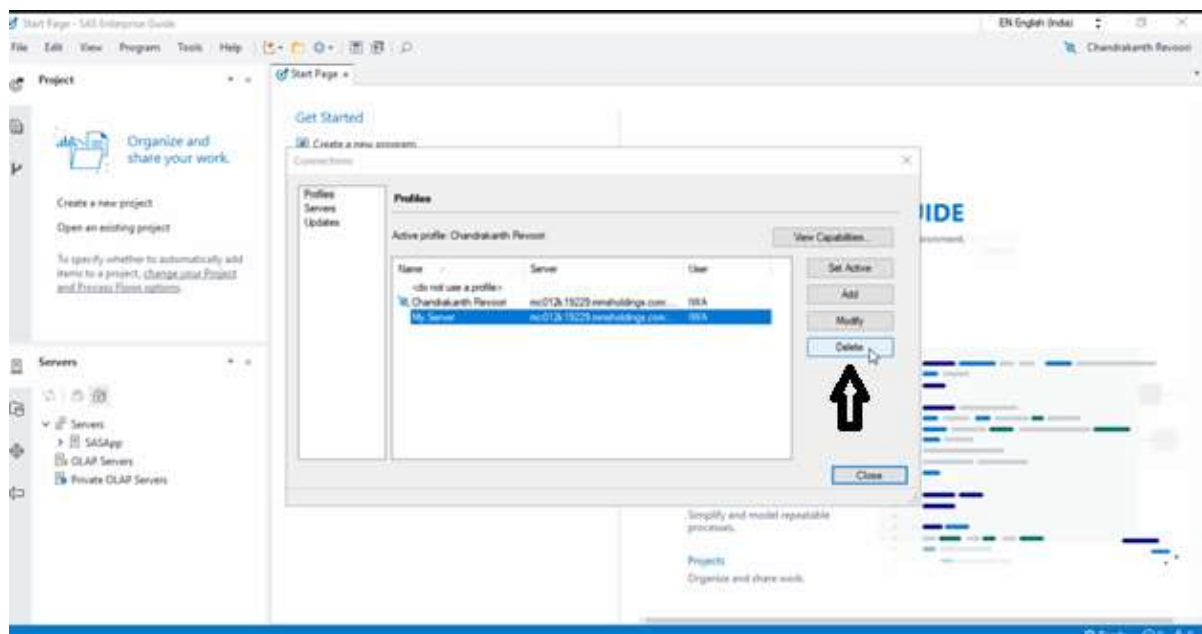 Start Page - SAS Enterprise Guide
EN English (India)
File Edit View Program Tools Help
Chandrakanth Revoori
Project
Start Page
Organize and
share your work.
Create a new project
Open an existing project
To specify whether to automatically add
items to a project, change your Project
and Process Flows options.
Servers
Servers
SASApp
OLAP Servers
Private OLAP Servers
Get Started
Create a new program
Connections
Profiles
Servers
Updates
Profiles
Active profile: Chandrakanth Revoori
View Capabilities...
Name Server User
<do not use a profile>
Chandrakanth Revoori IWA
My Server IWA
Set Active
Add
Modify
Delete
Close
UIDE
Simplify and model repeatable
processes.
Projects
Organize and share work.